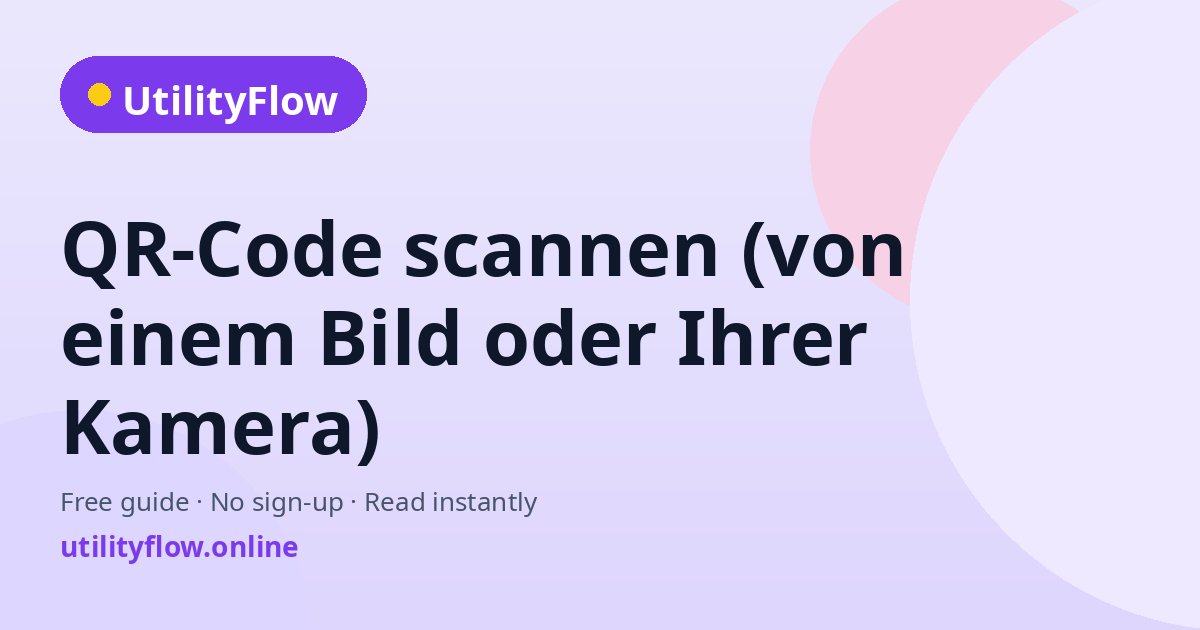 UtilityFlow
QR-Code scannen (von
einem Bild oder Ihrer
Kamera)
Free guide · No sign-up · Read instantly
utilityflow.online